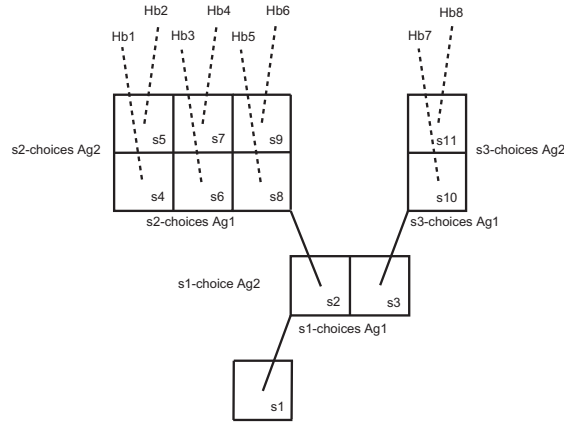 Hb2 Hb4 Hb6 Hb8
Hb1 Hb3 Hb5 Hb7
s5 s7 s9 s11
s2-choices Ag2 s3-choices Ag2
s4 s6 s8 s10
s2-choices Ag1 s3-choices Ag1
s1-choice Ag2
s2 s3
s1-choices Ag1
s1